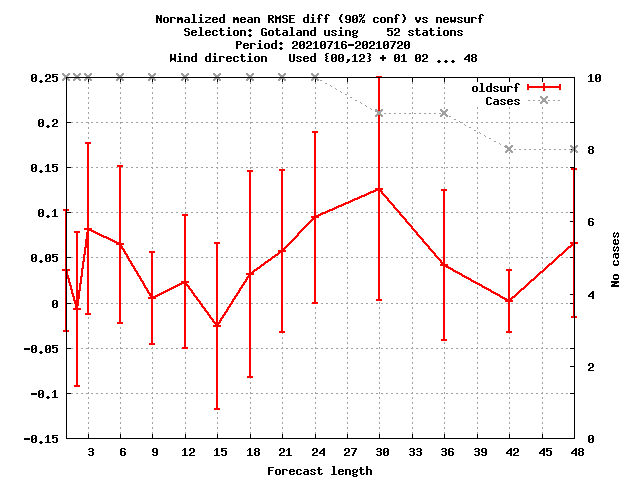 Normalized mean RMSE diff (90% conf) vs newsurf
Selection: Gotaland using    52 stations
Period: 20210716-20210720
Wind direction   Used {00,12} + 01 02 ... 48
oldsurf
Cases
0.25
0.2
0.15
0.1
0.05
0
-0.05
-0.1
-0.15
10
8
6
4
2
0
No cases
3 6 9 12 15 18 21 24 27 30 33 36 39 42 45 48
Forecast length